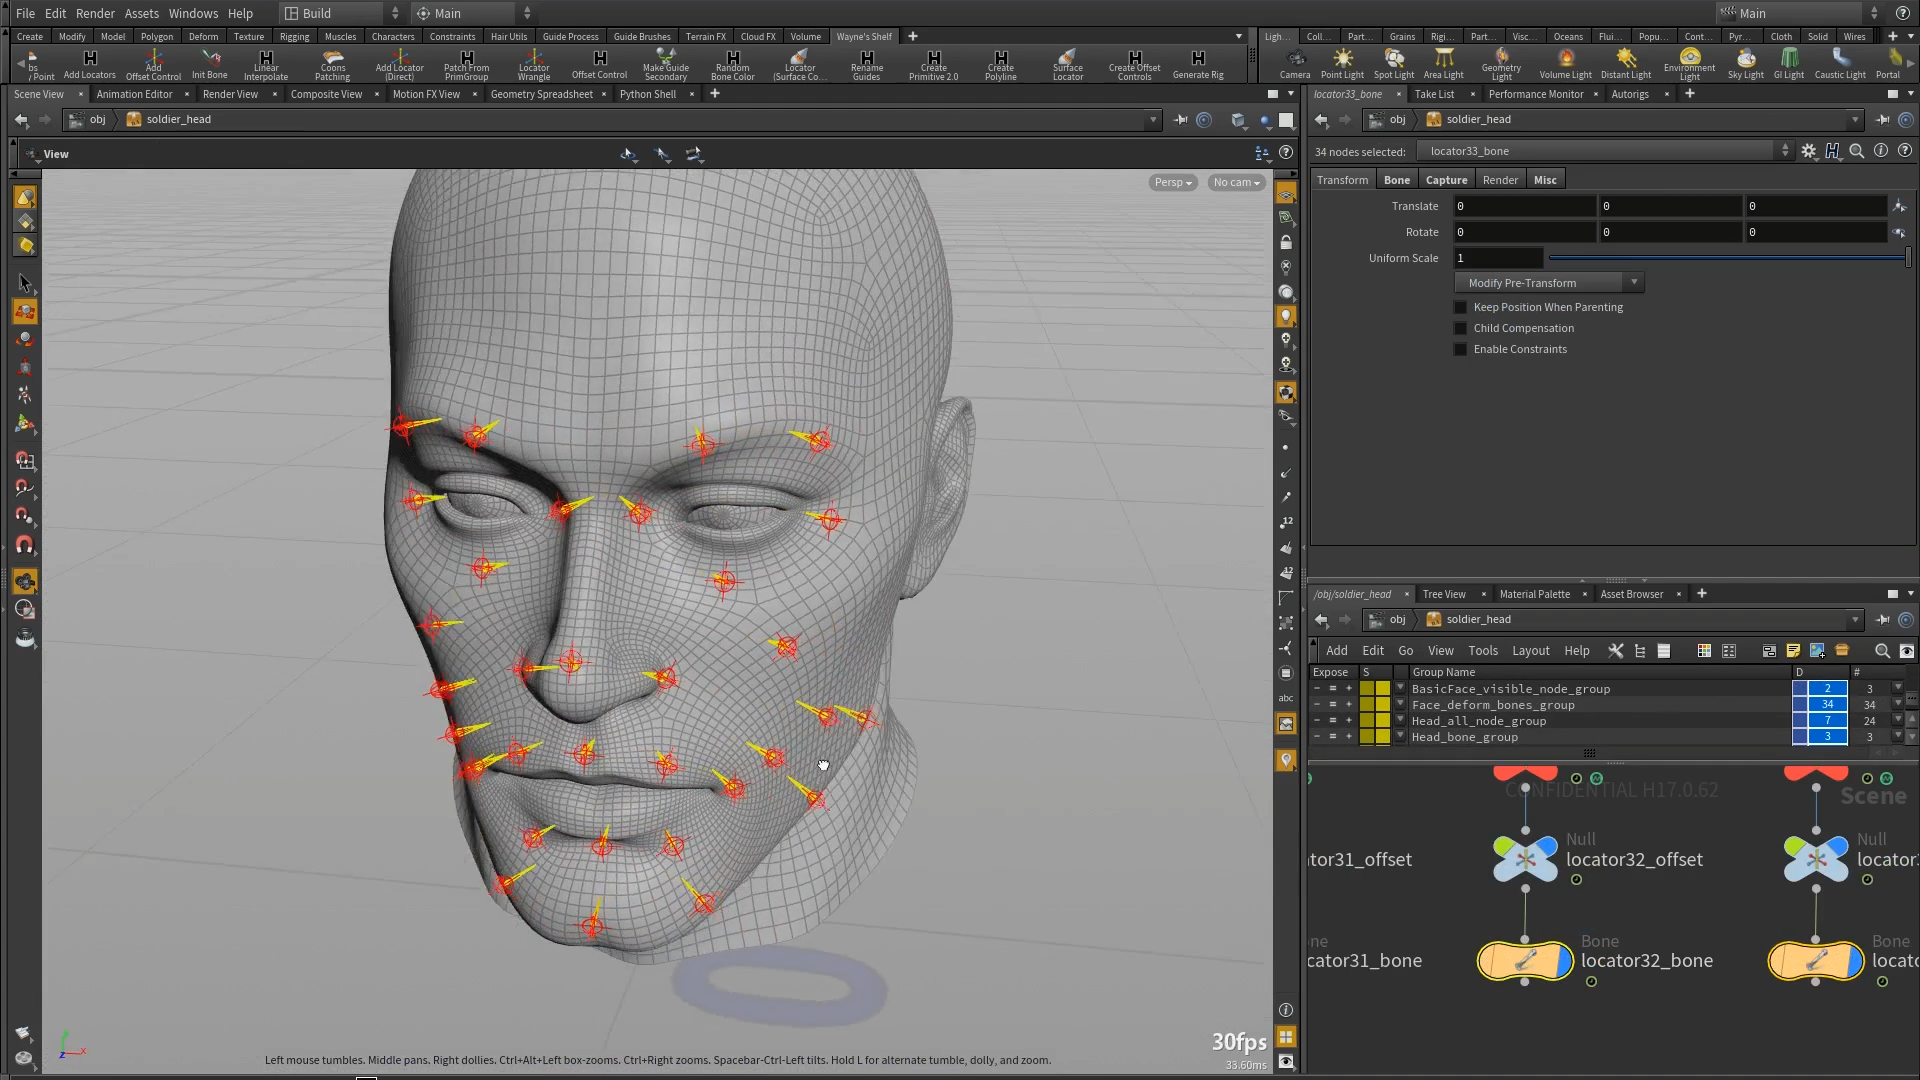 File Edit Render Assets Windows Help Build Main Main
Create Modify Model Polygon Deform Texture Rigging Muscles Characters Constraints Hair Utils Guide Process Guide Brushes Terrain FX Cloud FX Volume Wayne's Shelf
Ligh... Coll... Part... Grains Rigi... Part... Visc... Oceans Flui... Popu... Cont... Pyr... Cloth Solid Wires
bs / Point
Add Locators
Add Offset Control
Init Bone
Linear Interpolate
Coons Patching
Add Locator (Direct)
Patch From PrimGroup
Locator Wrangle
Offset Control
Make Guide Secondary
Random Bone Color
Locator (Surface Co...
Rename Guides
Create Primitive 2.0
Create Polyline
Surface Locator
Create Offset Controls
Generate Rig
Camera
Point Light
Spot Light
Area Light
Geometry Light
Volume Light
Distant Light
Environment Light
Sky Light
GI Light
Caustic Light
Portal
Scene View Animation Editor Render View Composite View Motion FX View Geometry Spreadsheet Python Shell
obj soldier_head
View
Persp
No cam
12
12
abc
30fps
33.60ms
Left mouse tumbles. Middle pans. Right dollies. Ctrl+Alt+Left box-zooms. Ctrl+Right zooms. Spacebar-Ctrl-Left tilts. Hold L for alternate tumble, dolly, and zoom.
z x
locator33_bone Take List Performance Monitor Autorigs
obj soldier_head
34 nodes selected: locator33_bone
Transform Bone Capture Render Misc
Translate 0 0 0
Rotate 0 0 0
Uniform Scale 1
Modify Pre-Transform
Keep Position When Parenting
Child Compensation
Enable Constraints
/obj/soldier_head Tree View Material Palette Asset Browser
obj soldier_head
Add Edit Go View Tools Layout Help
Expose S Group Name D #
BasicFace_visible_node_group 2 3
Face_deform_bones_group 34 34
Head_all_node_group 7 24
Head_bone_group 3 3
CONFIDENTIAL H17.0.62 Scene
Null Null
tor31_offset locator32_offset locator
ne Bone Bone
cator31_bone locator32_bone locat